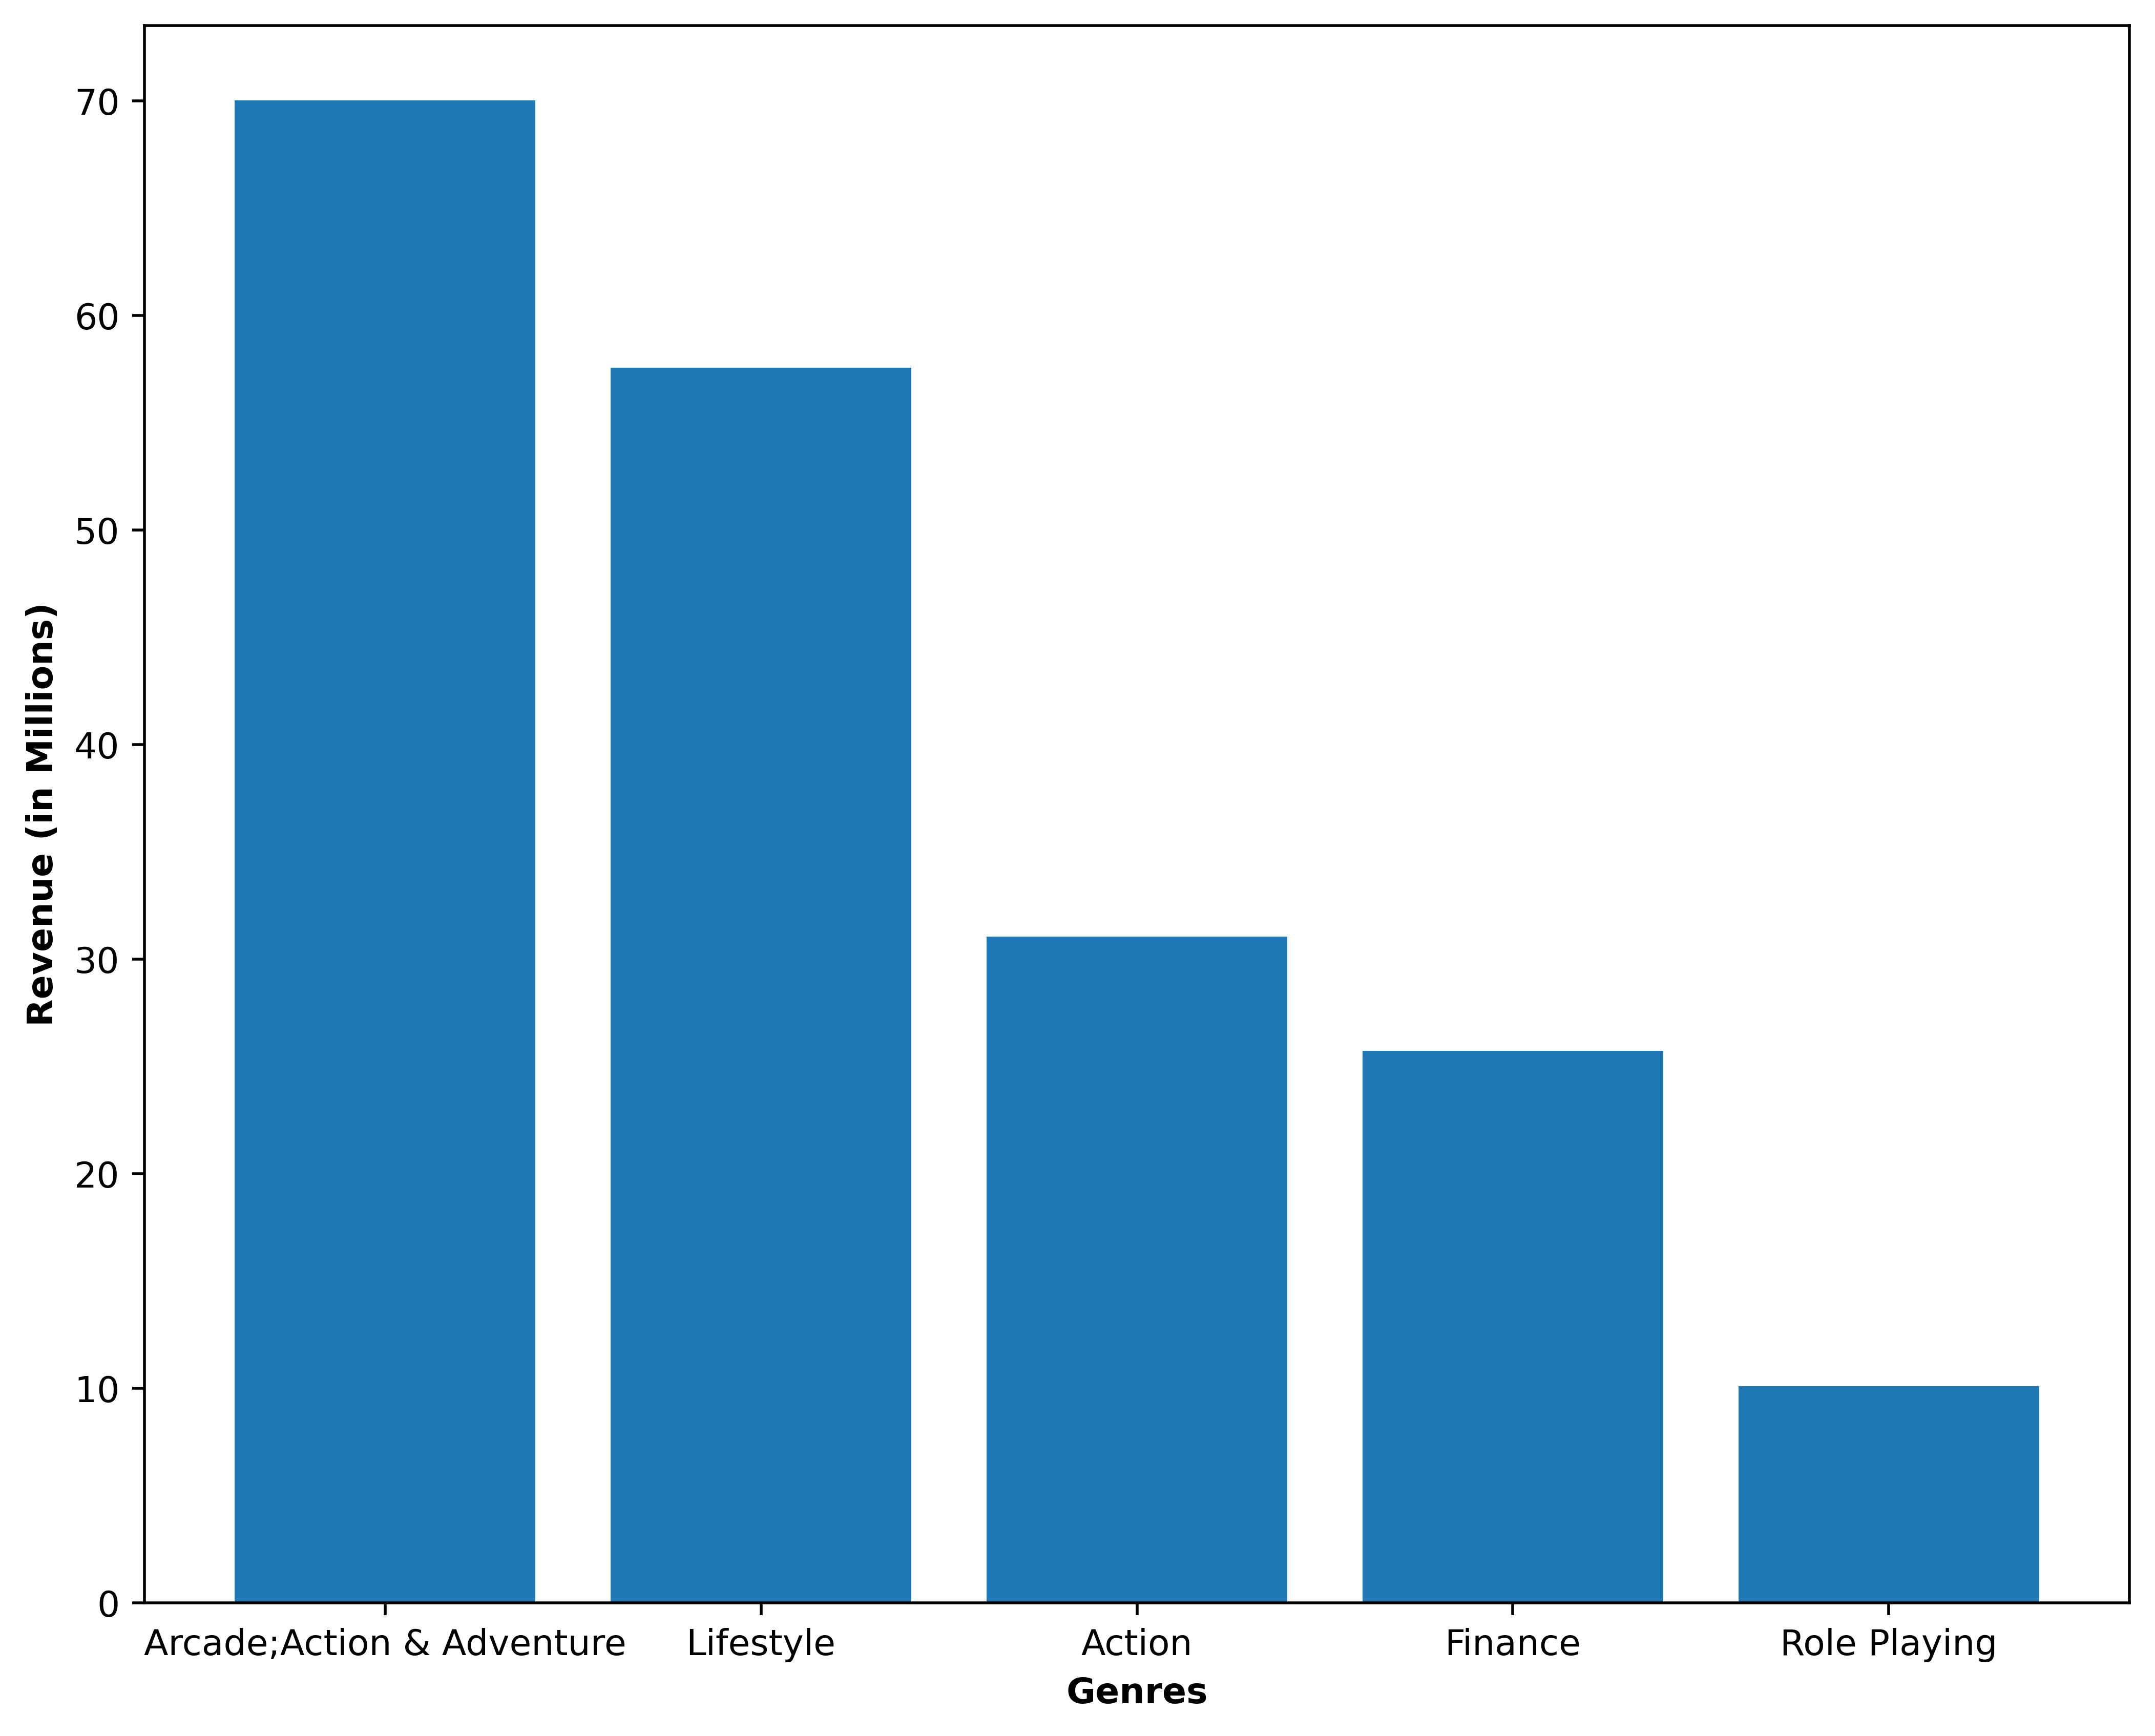 70
60
50
40
30
20
10
0
Revenue (in Millions)
Arcade;Action & Adventure Lifestyle Action Finance Role Playing
Genres